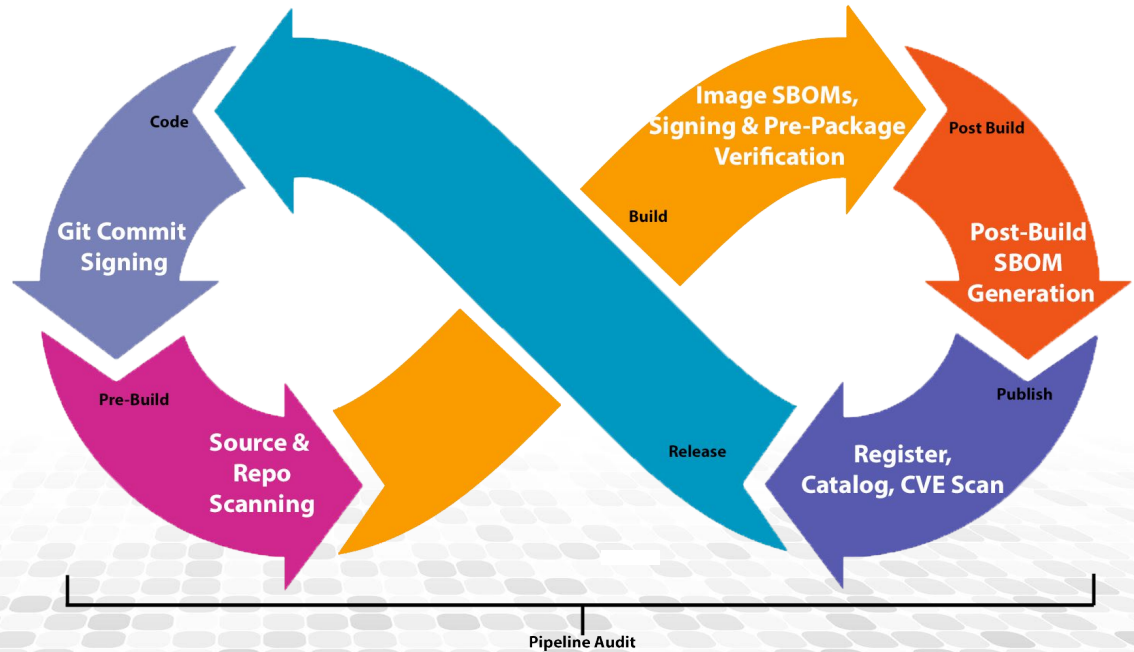 Code
Git Commit
Signing
Pre-Build
Source &
Repo
Scanning
Build
Image SBOMs,
Signing & Pre-Package
Verification
Post Build
Post-Build
SBOM
Generation
Publish
Register,
Catalog, CVE Scan
Release
Pipeline Audit